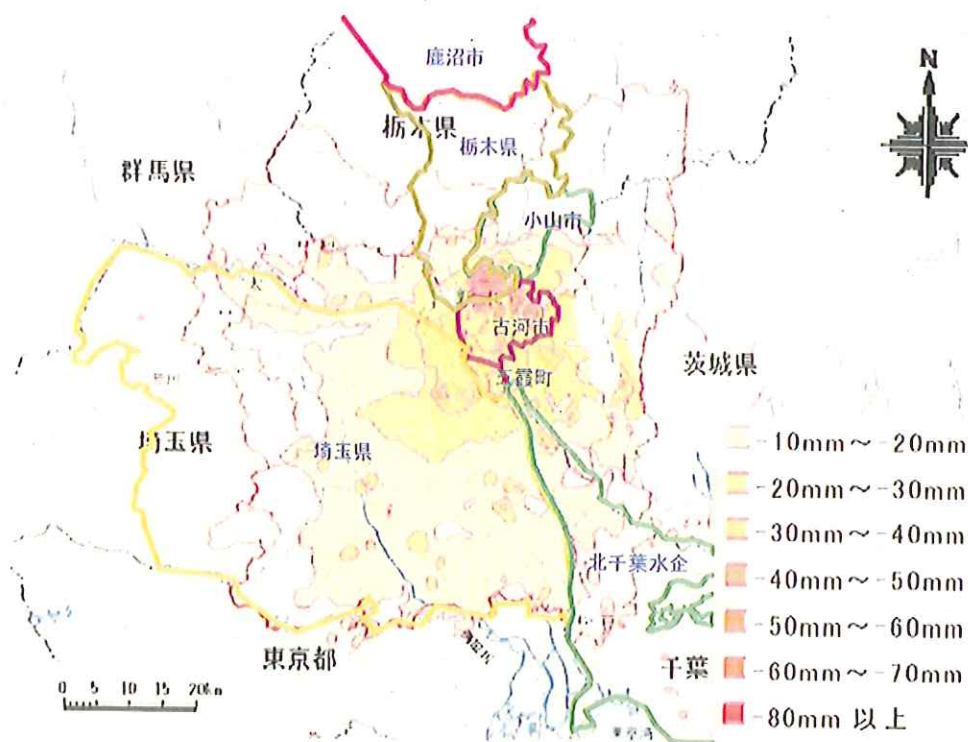 鹿沼市
N
栃木県
栃木県
群馬県
小山市
古河市
五霞町
茨城県
埼玉県
埼玉県
北千葉水企
東京都
千葉
0 5 10 15 20km
-10mm～-20mm
-20mm～-30mm
-30mm～-40mm
-40mm～-50mm
-50mm～-60mm
-60mm～-70mm
-80mm 以上